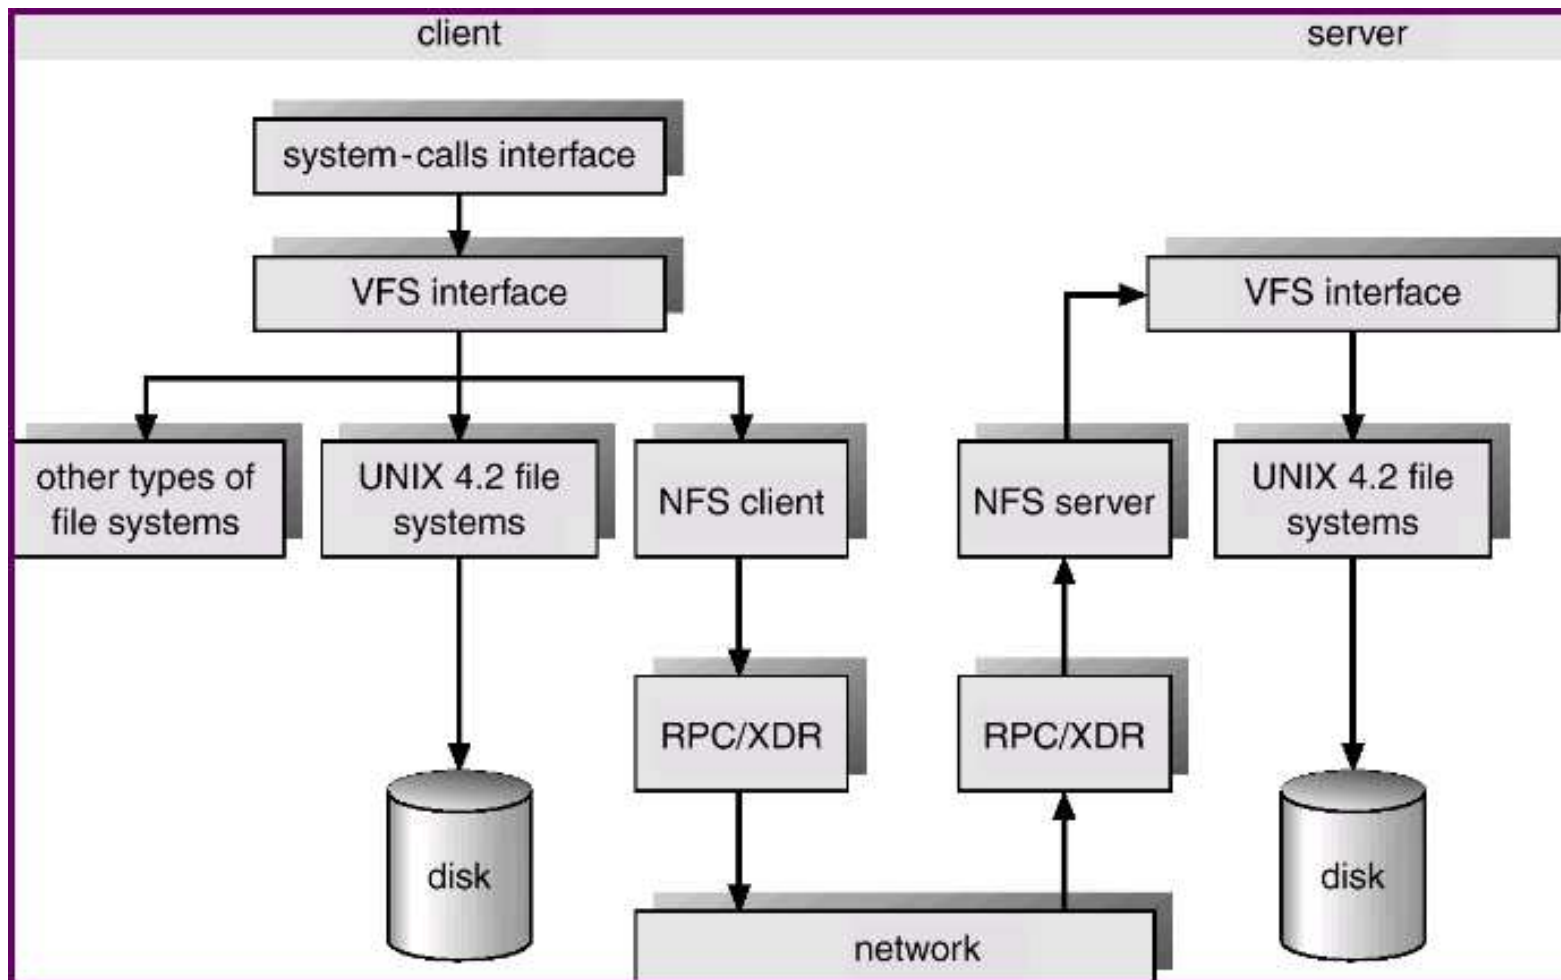 client
server
system-calls interface
VFS interface
VFS interface
other types of
file systems
UNIX 4.2 file
systems
NFS client
NFS server
UNIX 4.2 file
systems
RPC/XDR
RPC/XDR
disk
disk
network